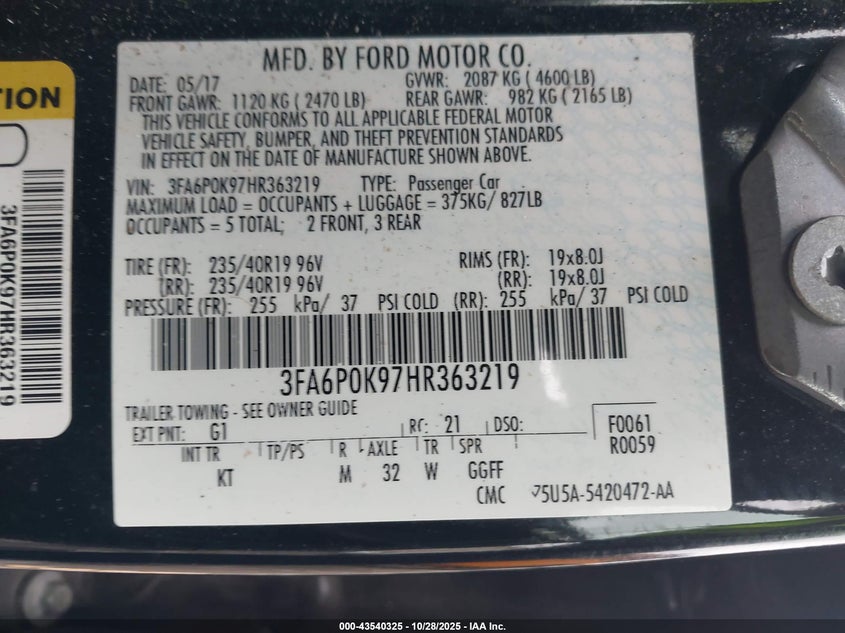 MFD. BY FORD MOTOR CO.
DATE: 05/17 GVWR: 2087 KG (4600 LB)
FRONT GAWR: 1120 KG (2470 LB) REAR GAWR: 982 KG (2165 LB)
THIS VEHICLE CONFORMS TO ALL APPLICABLE FEDERAL MOTOR
VEHICLE SAFETY, BUMPER, AND THEFT PREVENTION STANDARDS
IN EFFECT ON THE DATE OF MANUFACTURE SHOWN ABOVE.
VIN: 3FA6P0K97HR363219 TYPE: Passenger Car
MAXIMUM LOAD = OCCUPANTS + LUGGAGE = 375KG/ 827LB
OCCUPANTS = 5 TOTAL; 2 FRONT, 3 REAR
TIRE (FR): 235/40R19 96V RIMS (FR): 19x8.0J
(RR): 235/40R19 96V (RR): 19x8.0J
PRESSURE (FR): 255 kPa/ 37 PSI COLD (RR): 255 kPa/ 37 PSI COLD
3FA6P0K97HR363219
TRAILER TOWING - SEE OWNER GUIDE
EXT PNT: G1 RC: 21 DSO: F0061
R0059
INT TR TP/PS R AXLE TR SPR
KT M 32 W GGFF
CMC 75U5A-5420472-AA
TION
3FA6P0K97HR363219
000-43540325 | 10/28/2025 - IAA Inc.